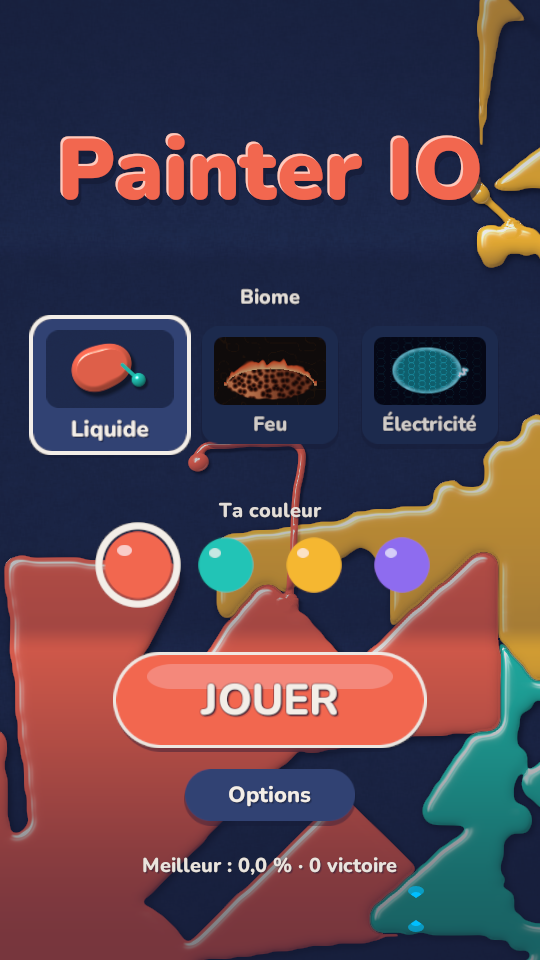 Painter IO
Biome
Liquide
Feu
Électricité
Ta couleur
JOUER
Options
Meilleur : 0,0 % · 0 victoire